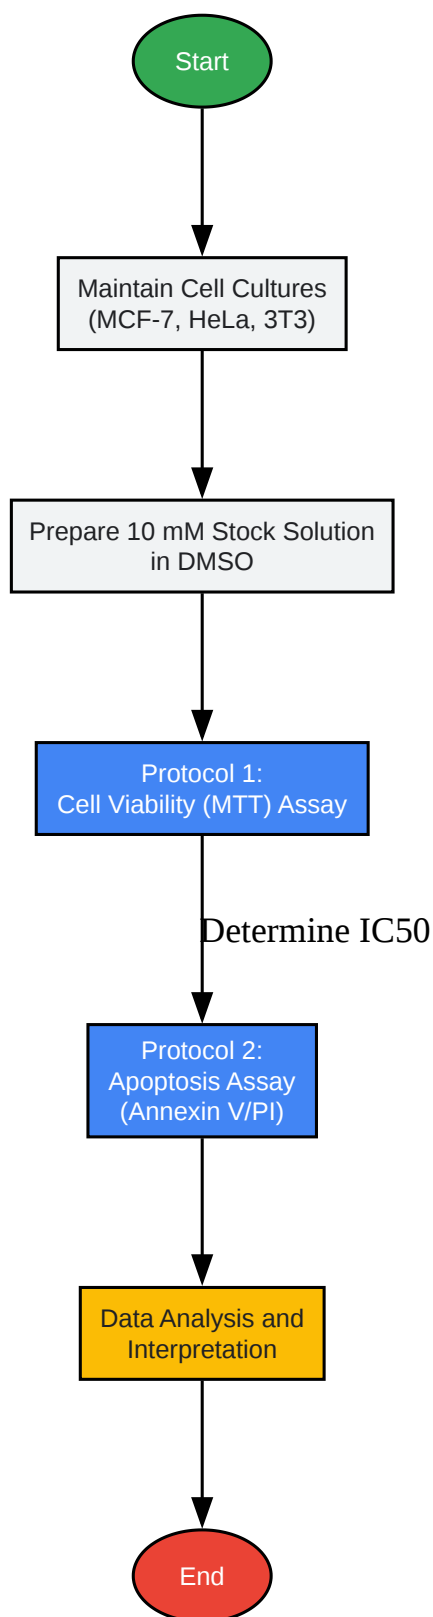 Start
Maintain Cell Cultures
(MCF-7, HeLa, 3T3)
Prepare 10 mM Stock Solution
in DMSO
Protocol 1:
Cell Viability (MTT) Assay
Determine IC50
Protocol 2:
Apoptosis Assay
(Annexin V/PI)
Data Analysis and
Interpretation
End